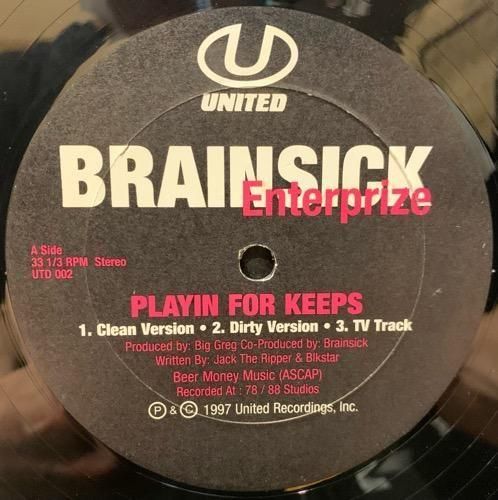 U
UNITED
BRAINSICK
Enterprize
A Side
33 1/3 RPM Stereo
UTD 002
PLAYIN FOR KEEPS
1. Clean Version • 2. Dirty Version • 3. TV Track
Produced by: Big Greg Co-Produced by: Brainsick
Written By: Jack The Ripper & Blkstar
Beer Money Music (ASCAP)
Recorded At : 78 / 88 Studios
Ⓟ & © 1997 United Recordings, Inc.